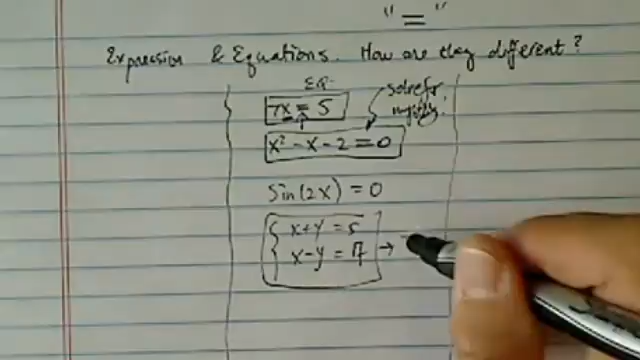 "="
Expression & Equations. How are they different?
EQ.
7x = 5
solve for
x² - x - 2 = 0
sin(2x) = 0
x+y = 5
x-y = 17 →